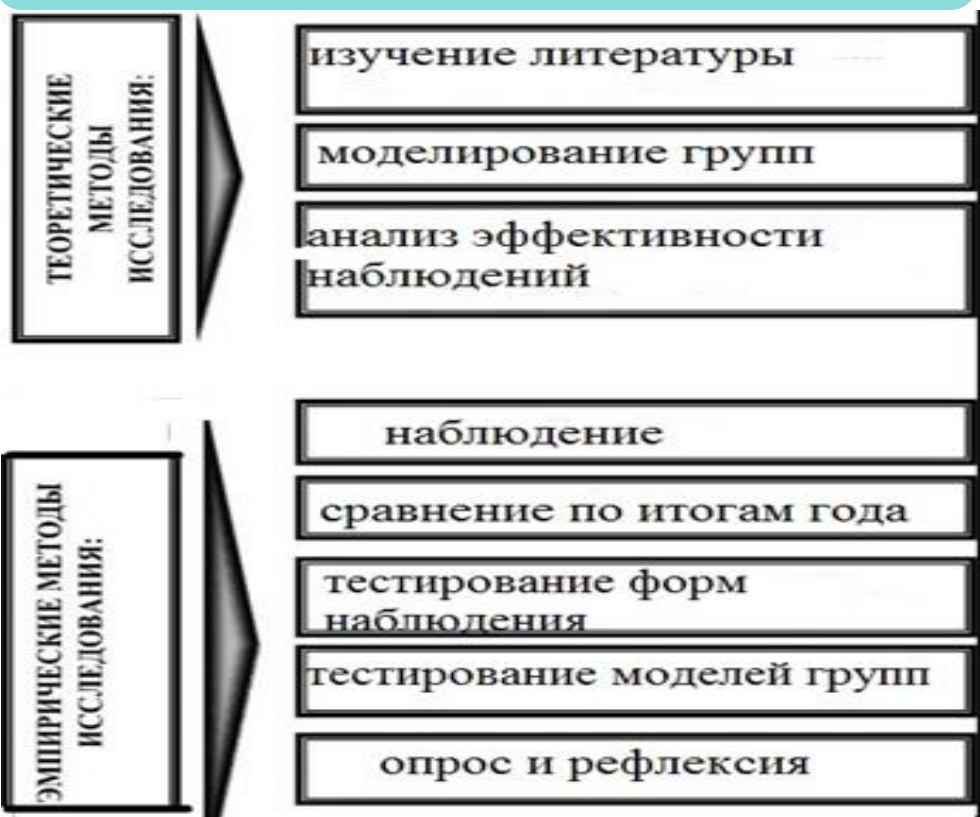 ТЕОРЕТИЧЕСКИЕ
МЕТОДЫ
ИССЛЕДОВАНИЯ:
изучение литературы
моделирование групп
анализ эффективности
наблюдений
ЭМПИРИЧЕСКИЕ МЕТОДЫ
ИССЛЕДОВАНИЯ:
наблюдение
сравнение по итогам года
тестирование форм
наблюдения
тестирование моделей групп
опрос и рефлексия